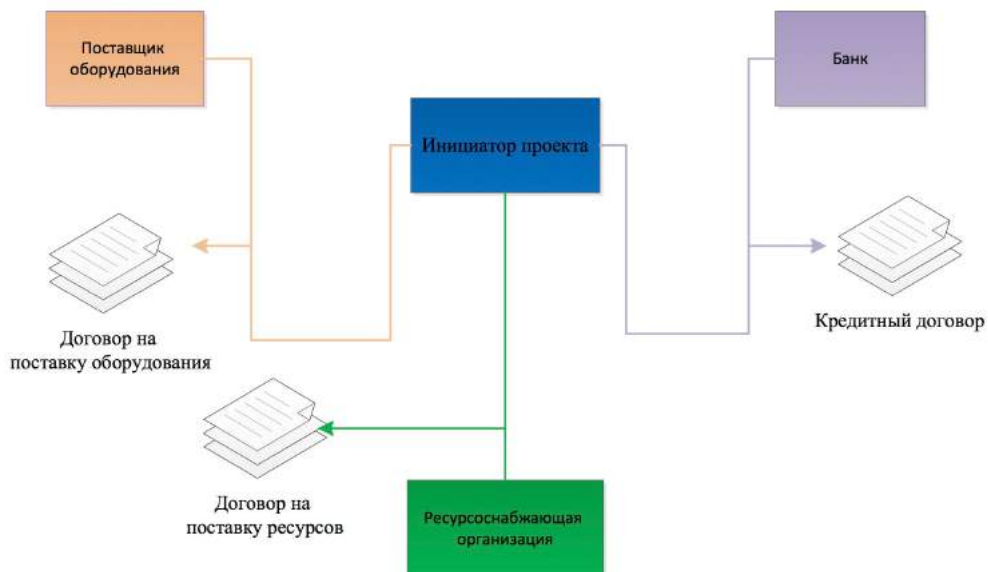 Поставщик
оборудования
Банк
Инициатор проекта
Договор на
поставку оборудования
Кредитный договор
Договор на
поставку ресурсов
Ресурсоснабжающая
организация